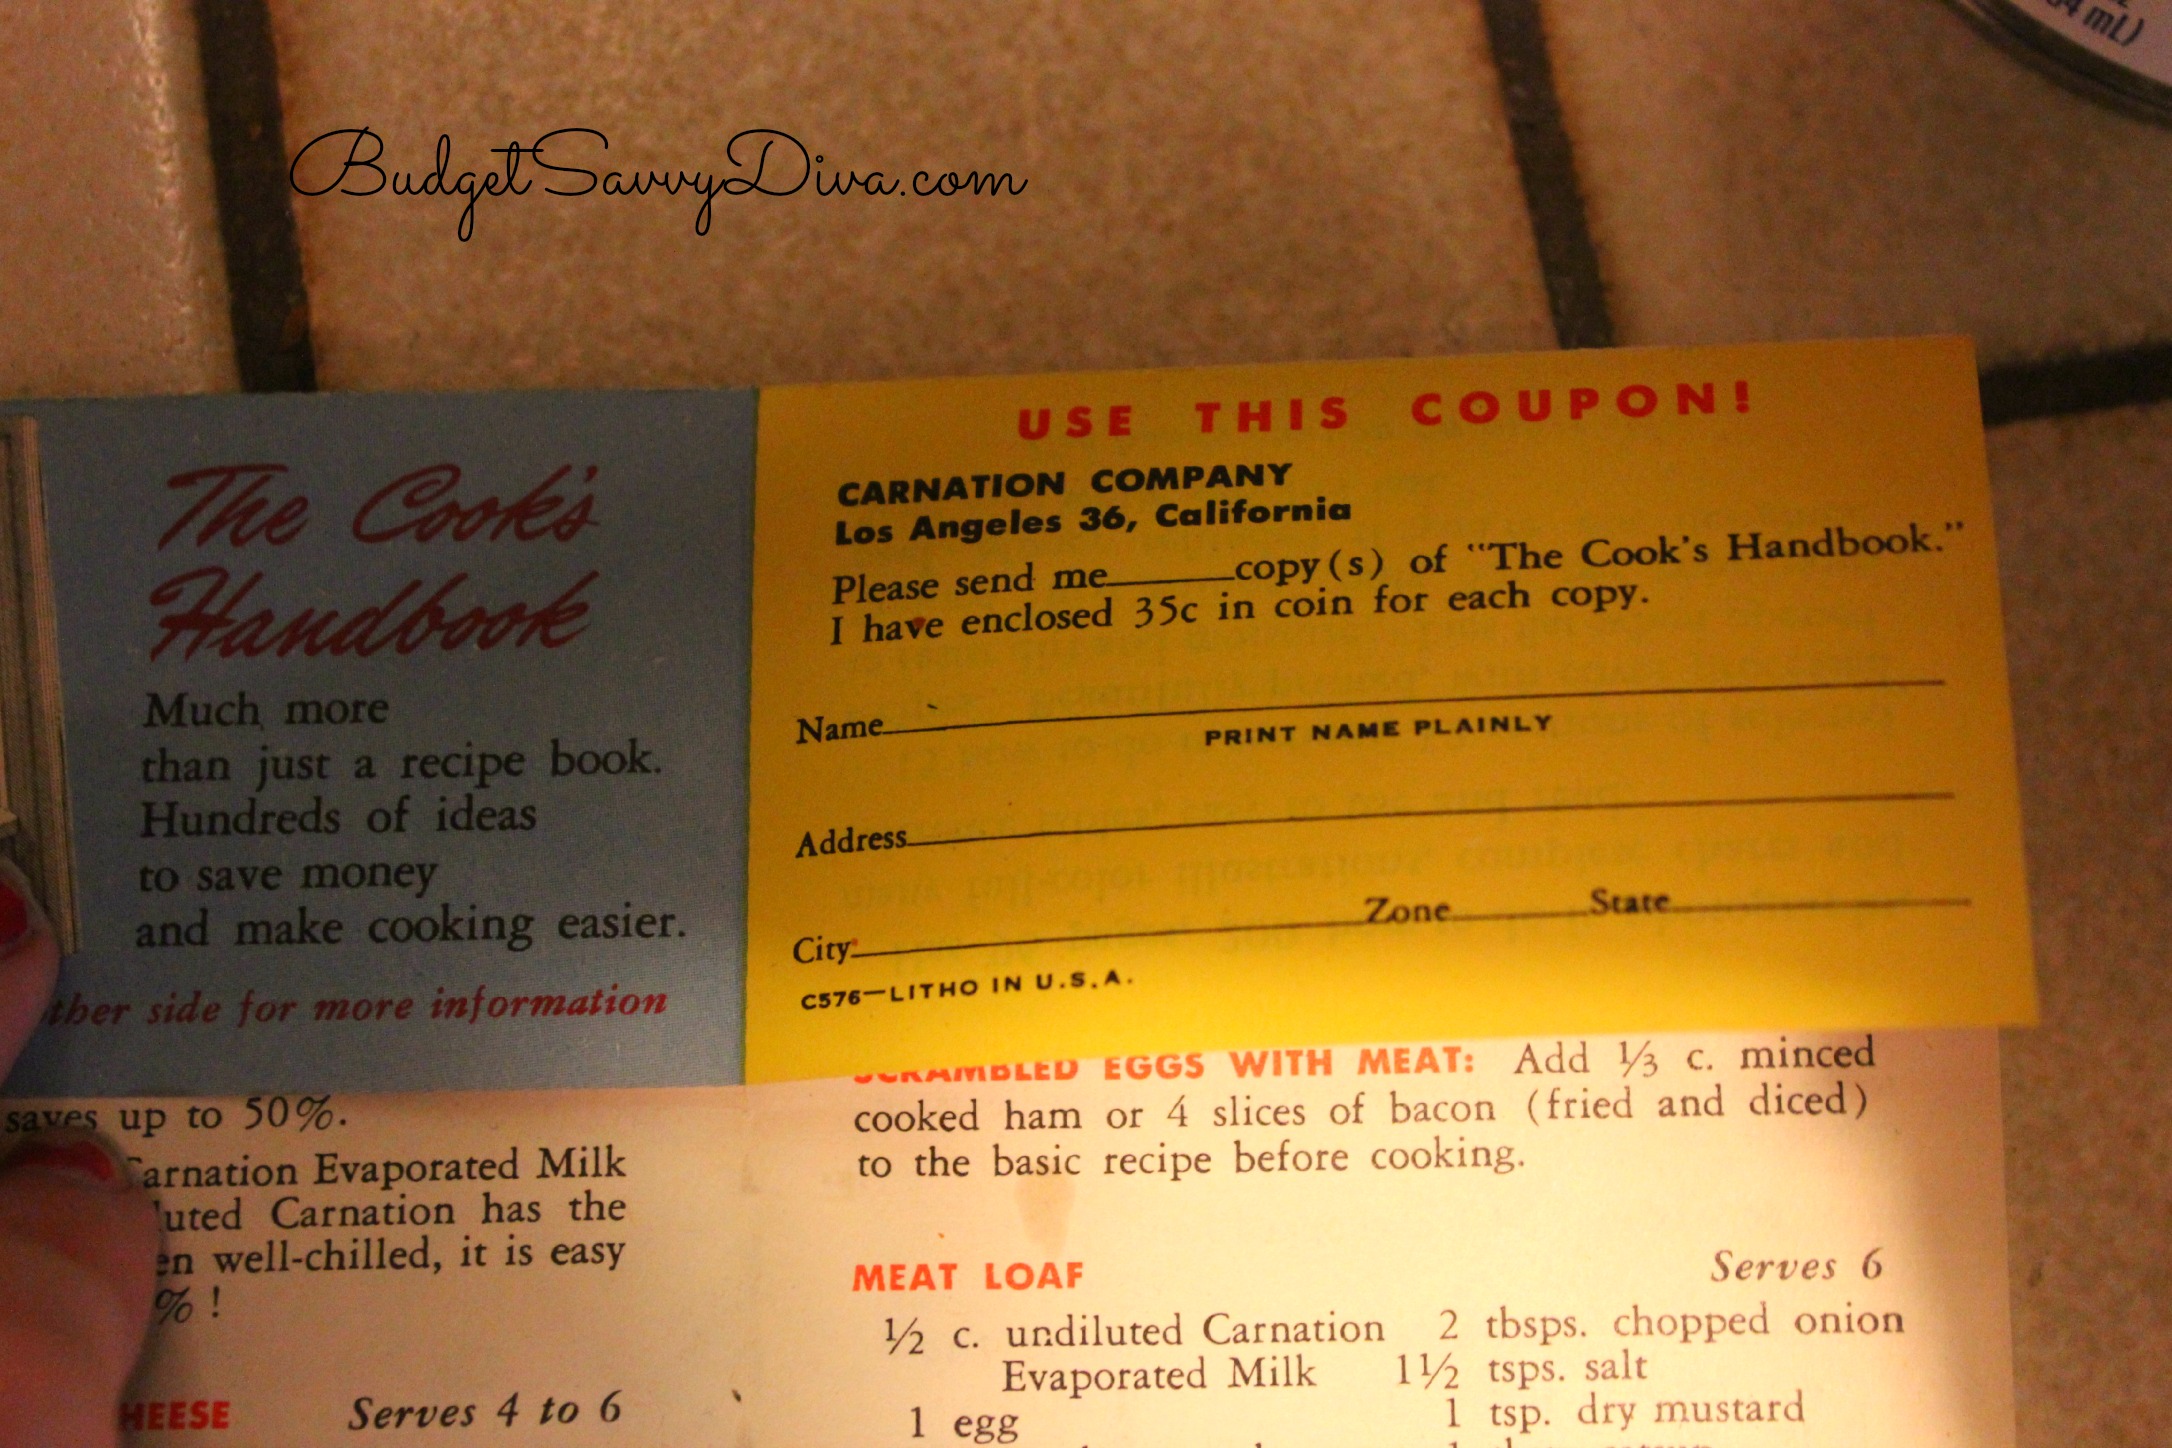 84 mL)
BudgetSavvyDiva.com
The Cook's
Handbook
Much more
than just a recipe book.
Hundreds of ideas
to save money
and make cooking easier.
side for more information
USE THIS COUPON!
CARNATION COMPANY
Los Angeles 36, California
Please send me______copy(s) of "The Cook's Handbook."
I have enclosed 35c in coin for each copy.
Name
PRINT NAME PLAINLY
Address
City Zone State
C576—LITHO IN U.S.A.
saves up to 50%.
Carnation Evaporated Milk
Carnation has the
well-chilled, it is easy
% !
Serves 4 to 6
SCRAMBLED EGGS WITH MEAT: Add 1/3 c. minced
cooked ham or 4 slices of bacon (fried and diced)
to the basic recipe before cooking.
MEAT LOAF Serves 6
1/2 c. undiluted Carnation
Evaporated Milk
1 egg
2 tbsps. chopped onion
1 1/2 tsps. salt
1 tsp. dry mustard